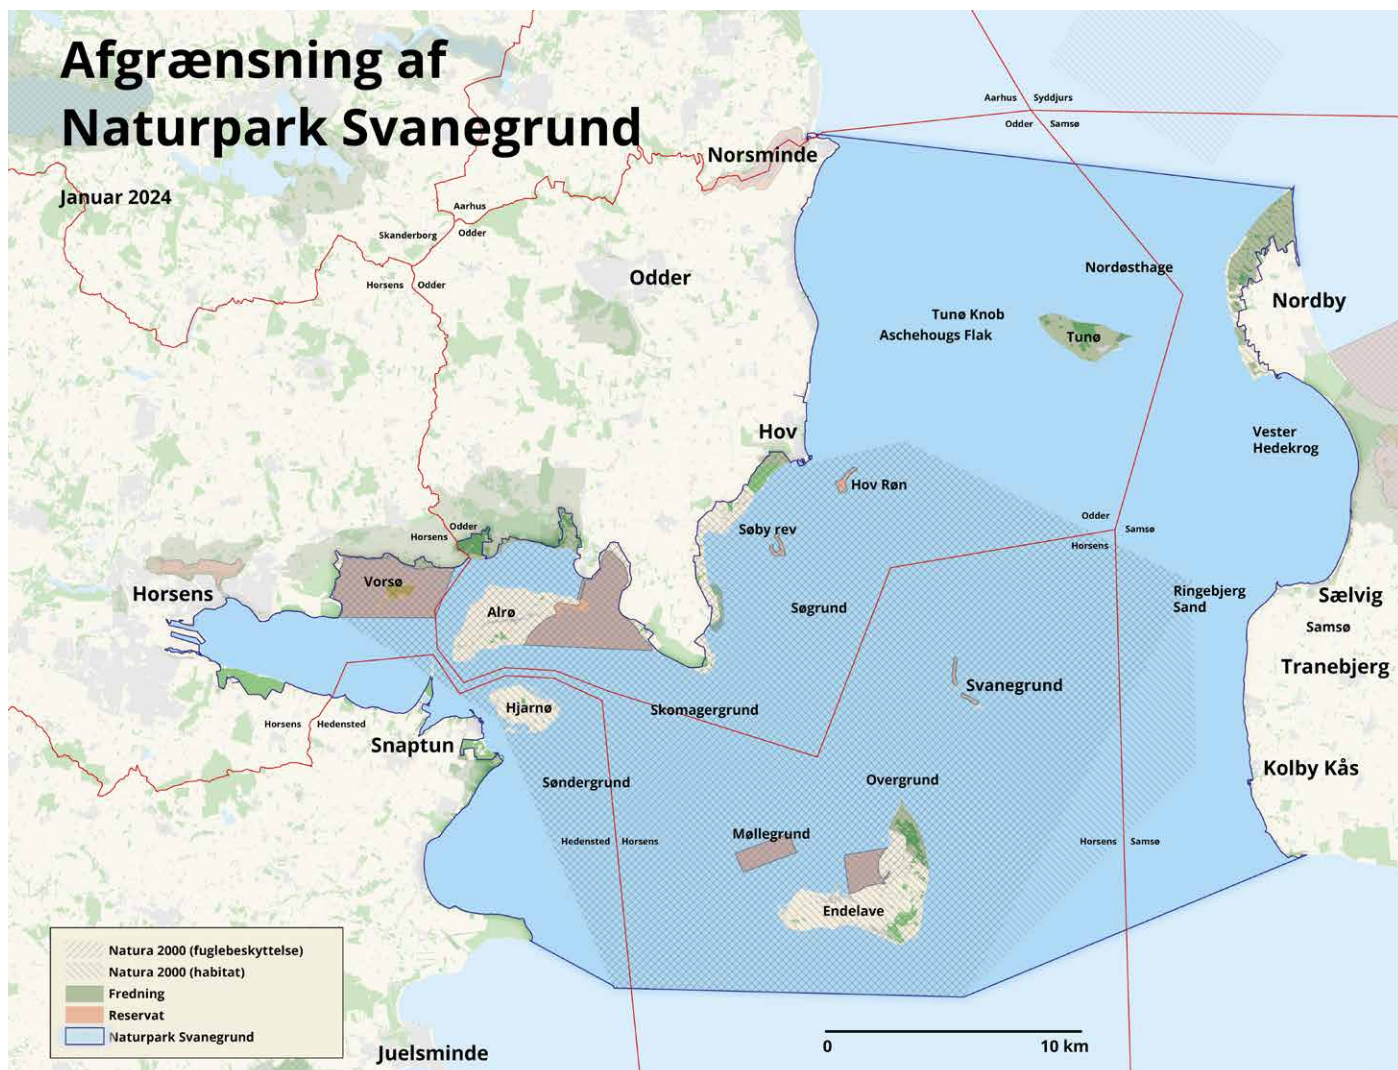 Afgrænsning af
Naturpark Svanegrund
Januar 2024
Aarhus
Syddjurs
Odder
Samsø
Norsminde
Aarhus
Skanderborg
Odder
Horsens
Odder
Odder
Nordøsthage
Nordby
Tunø Knob
Aschehougs Flak
Tunø
Hov
Vester
Hedekrog
Hov Røn
Søby rev
Odder
Samsø
Horsens
Odder
Horsens
Vorsø
Horsens
Alrø
Søgrund
Ringebjerg
Sand
Sælvig
Samsø
Tranebjerg
Svanegrund
Hjarnø
Skomagergrund
Horsens
Hedensted
Snaptun
Søndergrund
Overgrund
Kolby Kås
Møllegrund
Hedensted
Horsens
Horsens
Samsø
Endelave
Natura 2000 (fuglebeskyttelse)
Natura 2000 (habitat)
Fredning
Reservat
Naturpark Svanegrund
Juelsminde
0
10 km